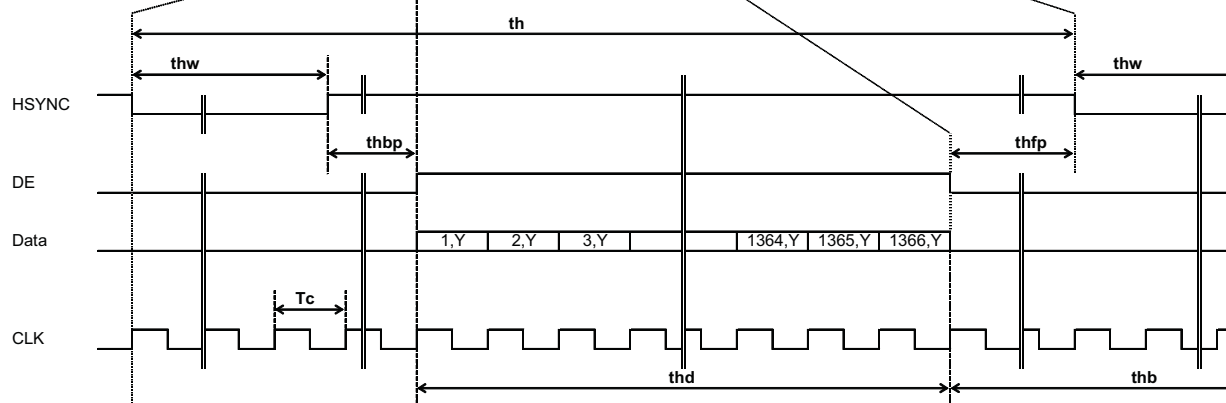 th
thw thw
HSYNC
thbp thfp
DE
Data 1,Y 2,Y 3,Y 1364,Y 1365,Y 1366,Y
Tc
CLK
thd thb